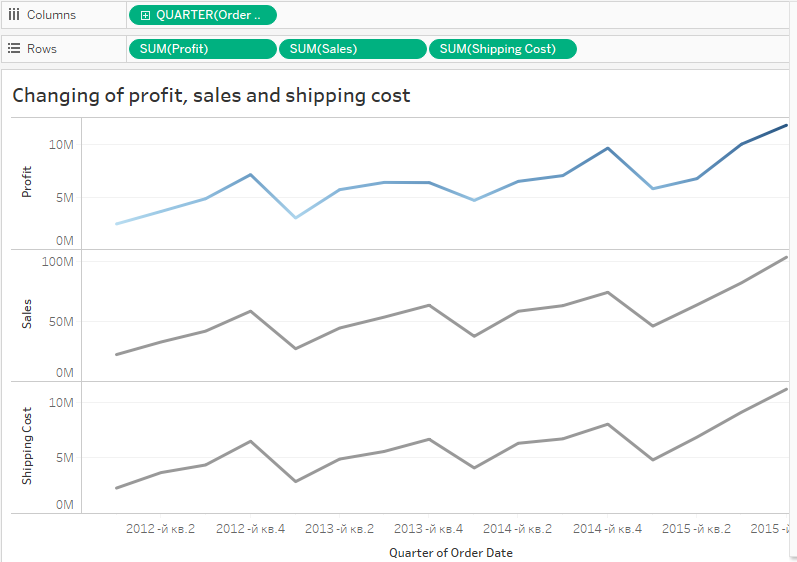 Columns
QUARTER(Order ..
Rows
SUM(Profit) SUM(Sales) SUM(Shipping Cost)
Changing of profit, sales and shipping cost
Profit
10M
5M
0M
Sales
100M
50M
0M
Shipping Cost
10M
5M
0M
2012 -й кв.2 2012 -й кв.4 2013 -й кв.2 2013 -й кв.4 2014 -й кв.2 2014 -й кв.4 2015 -й кв.2 2015 -й
Quarter of Order Date